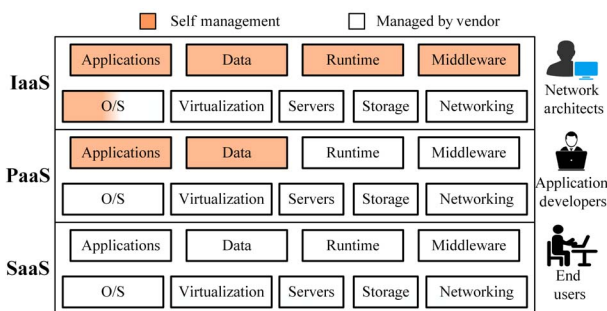 Self management Managed by vendor
IaaS
Applications Data Runtime Middleware
O/S Virtualization Servers Storage Networking
Network
architects
PaaS
Applications Data Runtime Middleware
O/S Virtualization Servers Storage Networking
Application
developers
SaaS
Applications Data Runtime Middleware
O/S Virtualization Servers Storage Networking
End
users